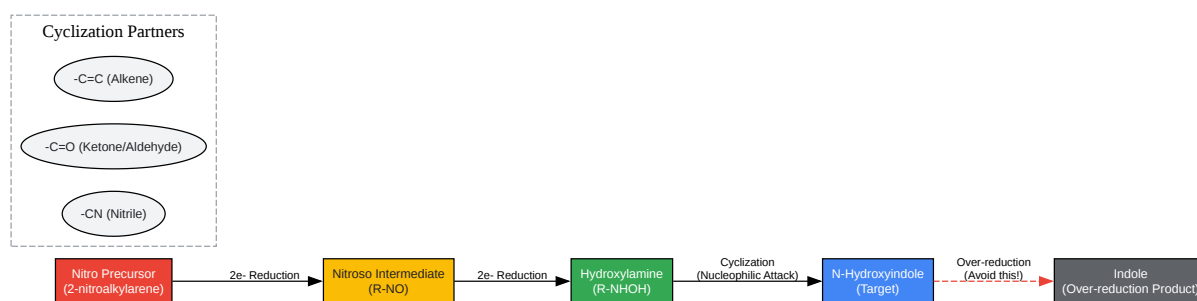 Cyclization Partners
-C=C (Alkene)
-C=O (Ketone/Aldehyde)
-CN (Nitrile)
Nitro Precursor
(2-nitroalkylarene)
2e- Reduction
Nitroso Intermediate
(R-NO)
2e- Reduction
Hydroxylamine
(R-NHOH)
Cyclization
(Nucleophilic Attack)
N-Hydroxyindole
(Target)
Over-reduction
(Avoid this!)
Indole
(Over-reduction Product)